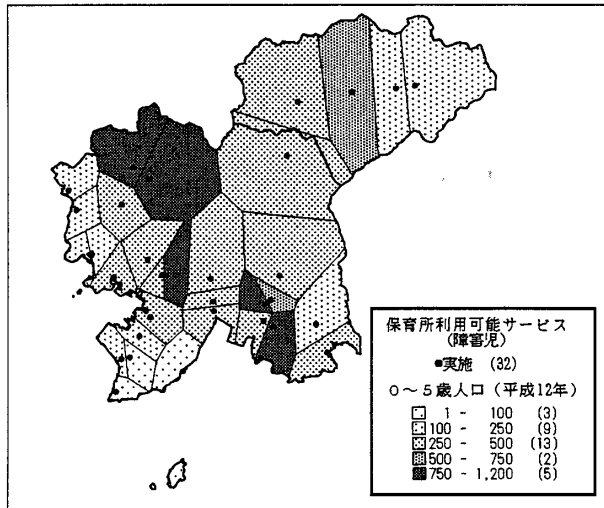 保育所利用可能サービス
(障害児)
●実施 (32)
0～5歳人口(平成12年)
1 - 100 (3)
100 - 250 (9)
250 - 500 (13)
500 - 750 (2)
750 - 1,200 (5)